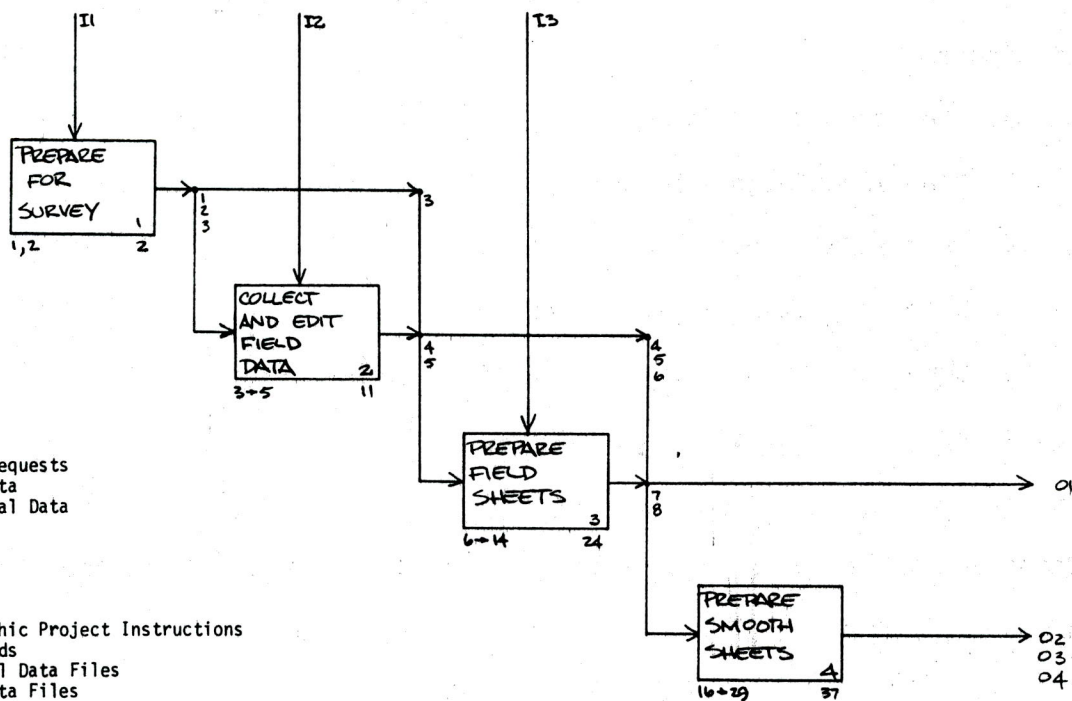 I1
I2
I3
PREPARE
FOR
SURVEY
1
1,2
2
1
2
3
3
COLLECT
AND EDIT
FIELD
DATA
2
3→5
11
4
5
4
5
6
equests
ta
al Data
PREPARE
FIELD
SHEETS
3
6→14
24
7
8
O1
hic Project Instructions
ds
l Data Files
ta Files
PREPARE
SMOOTH
SHEETS
4
16→29
37
O2
O3
O4